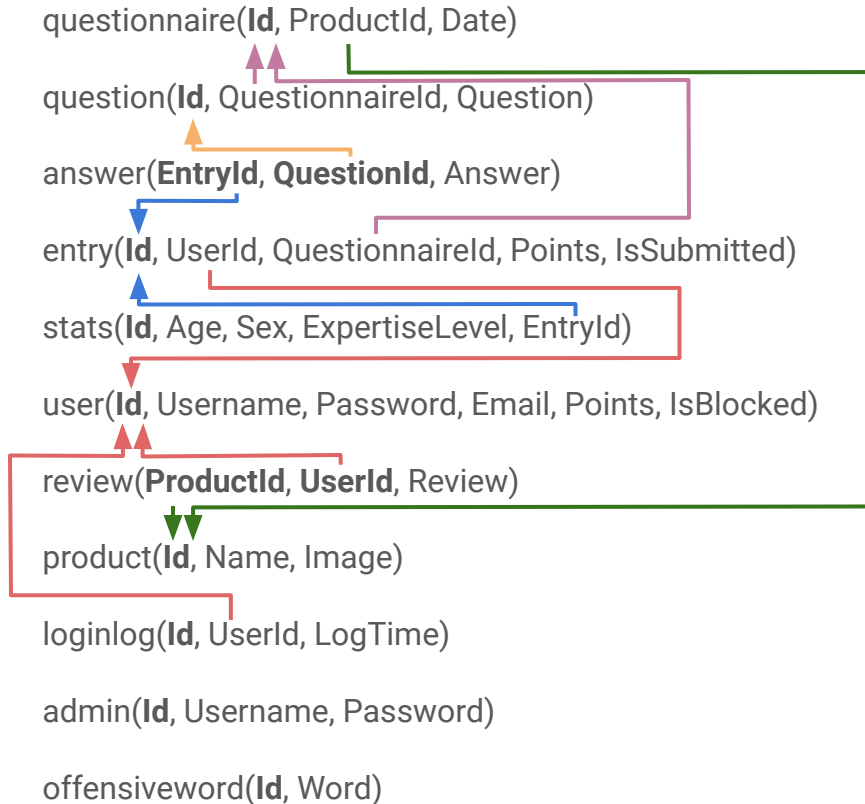 questionnaire(Id, ProductId, Date)
question(Id, QuestionnaireId, Question)
answer(EntryId, QuestionId, Answer)
entry(Id, UserId, QuestionnaireId, Points, IsSubmitted)
stats(Id, Age, Sex, ExpertiseLevel, EntryId)
user(Id, Username, Password, Email, Points, IsBlocked)
review(ProductId, UserId, Review)
product(Id, Name, Image)
loginlog(Id, UserId, LogTime)
admin(Id, Username, Password)
offensiveword(Id, Word)